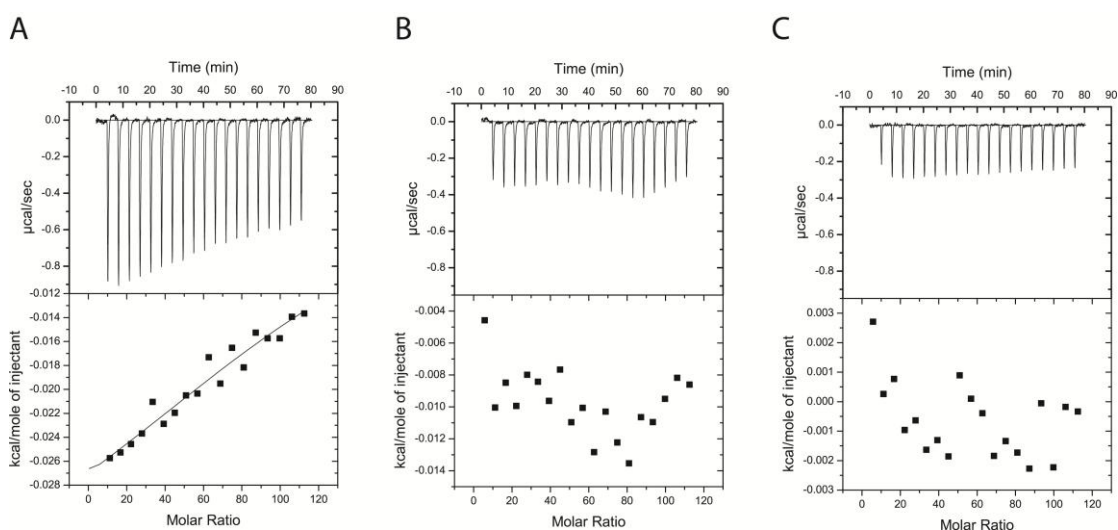 A
B
C
Time (min)
-10 0 10 20 30 40 50 60 70 80 90
0.0
-0.2
-0.4
-0.6
-0.8
µcal/sec
-0.012
-0.014
-0.016
-0.018
-0.020
-0.022
-0.024
-0.026
-0.028
kcal/mole of injectant
0 20 40 60 80 100 120
Molar Ratio
Time (min)
-10 0 10 20 30 40 50 60 70 80 90
0.0
-0.2
-0.4
-0.6
-0.8
µcal/sec
-0.004
-0.006
-0.008
-0.010
-0.012
-0.014
kcal/mole of injectant
0 20 40 60 80 100 120
Molar Ratio
Time (min)
-10 0 10 20 30 40 50 60 70 80 90
0.0
-0.2
-0.4
-0.6
-0.8
µcal/sec
0.003
0.002
0.001
0.000
-0.001
-0.002
-0.003
kcal/mole of injectant
0 20 40 60 80 100 120
Molar Ratio